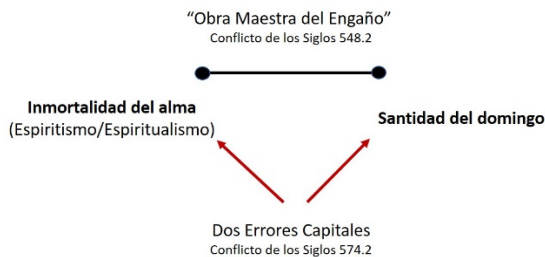 “Obra Maestra del Engaño”
Conflicto de los Siglos 548.2
Inmortalidad del alma
(Espiritismo/Espiritualismo)
Santidad del domingo
Dos Errores Capitales
Conflicto de los Siglos 574.2